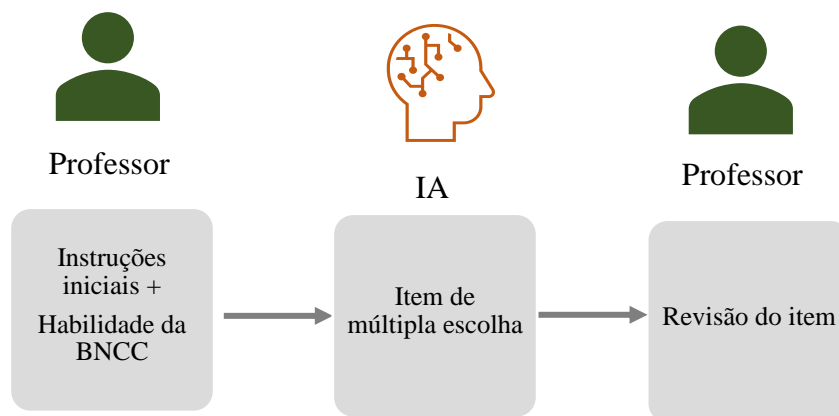 Professor
IA
Professor
Instruções
iniciais +
Habilidade da
BNCC
Item de
múltipla escolha
Revisão do item